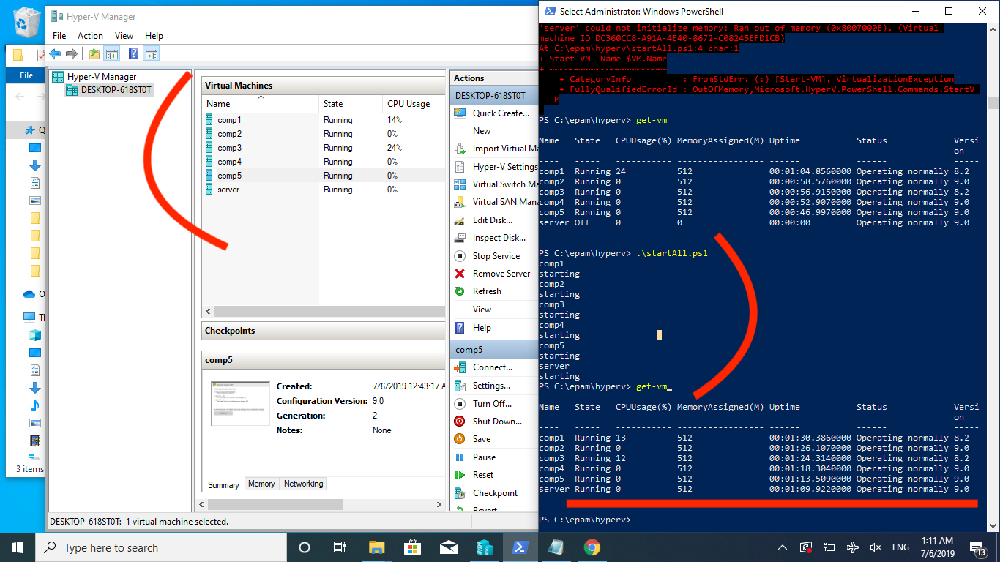 Hyper-V Manager
File Action View Help
File
Hyper-V Manager
DESKTOP-618ST0T
3 items
Virtual Machines
Name State CPU Usage
comp1 Running 14%
comp2 Running 0%
comp3 Running 24%
comp4 Running 0%
comp5 Running 0%
server Running 0%
Checkpoints
comp5
Created: 7/6/2019 12:43:17 A
Configuration Version: 9.0
Generation: 2
Notes: None
Summary Memory Networking
Actions
DESKTOP-618ST0T
Quick Create...
New
Import Virtual Ma
Hyper-V Settings
Virtual Switch Ma
Virtual SAN Mana
Edit Disk...
Inspect Disk...
Stop Service
Remove Server
Refresh
View
Help
comp5
Connect...
Settings...
Turn Off...
Shut Down...
Save
Pause
Reset
Checkpoint
Revert
DESKTOP-618ST0T: 1 virtual machine selected.
Select Administrator: Windows PowerShell
'server' could not initialize memory: Ran out of memory (0x8007000E). (Virtual
machine ID DC360CC8-A91A-4E40-8672-C08245EFD1CB)
At C:\epam\hyperv\startAll.ps1:4 char:1
+ Start-VM -Name $VM.Name
+ ~~~~~~~~~~~~~~~~~~~~~~~
+ CategoryInfo : FromStdErr: (:) [Start-VM], VirtualizationException
+ FullyQualifiedErrorId : OutOfMemory,Microsoft.HyperV.PowerShell.Commands.StartV
M
PS C:\epam\hyperv> get-vm
Name State CPUUsage(%) MemoryAssigned(M) Uptime Status Versi
on
---- ----- ----------- ----------------- ------ ------ -----
comp1 Running 24 512 00:01:04.8560000 Operating normally 8.2
comp2 Running 0 512 00:00:58.5760000 Operating normally 9.0
comp3 Running 0 512 00:00:56.9150000 Operating normally 8.2
comp4 Running 0 512 00:00:52.9070000 Operating normally 9.0
comp5 Running 0 512 00:00:46.9970000 Operating normally 9.0
server Off 0 0 00:00:00 Operating normally 9.0
PS C:\epam\hyperv> .\startAll.ps1
comp1
starting
comp2
starting
comp3
starting
comp4
starting
comp5
starting
server
starting
PS C:\epam\hyperv> get-vm
Name State CPUUsage(%) MemoryAssigned(M) Uptime Status Versi
on
---- ----- ----------- ----------------- ------ ------ -----
comp1 Running 13 512 00:01:30.3860000 Operating normally 8.2
comp2 Running 0 512 00:01:26.1070000 Operating normally 9.0
comp3 Running 12 512 00:01:24.3140000 Operating normally 8.2
comp4 Running 0 512 00:01:18.3040000 Operating normally 9.0
comp5 Running 0 512 00:01:13.5090000 Operating normally 9.0
server Running 0 512 00:01:09.9220000 Operating normally 9.0
PS C:\epam\hyperv>
Type here to search
ENG
1:11 AM
7/6/2019
13